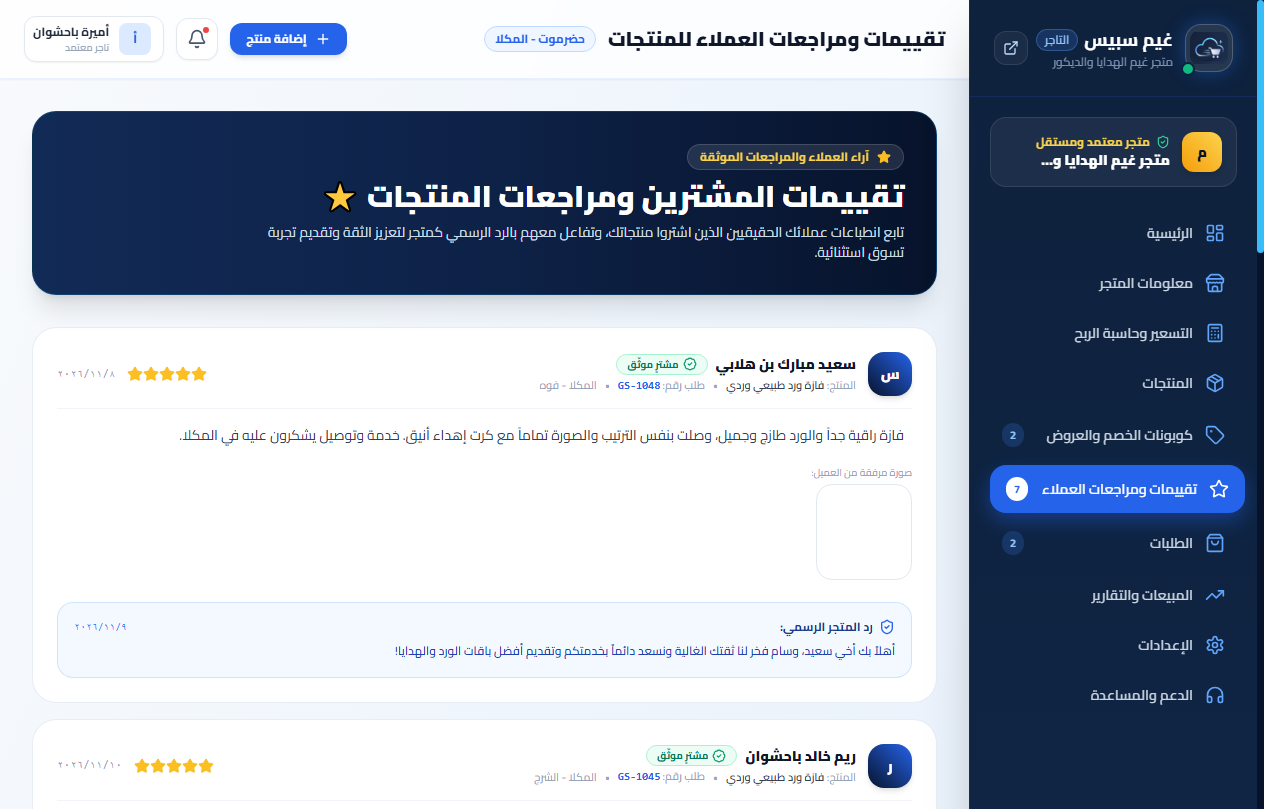 غيم سبيس
التاجر
متجر غيم الهدايا والديكور
متجر معتمد ومستقل
م
متجر غيم الهدايا و...
الرئيسية
معلومات المتجر
التسعير وحاسبة الربح
المنتجات
كوبونات الخصم والعروض
2
تقييمات ومراجعات العملاء
7
الطلبات
2
المبيعات والتقارير
الإعدادات
الدعم والمساعدة
تقييمات ومراجعات العملاء للمنتجات
حضرموت - المكلا
إضافة منتج
أميرة باحشوان
تاجر معتمد
أ
آراء العملاء والمراجعات الموثقة
تقييمات المشترين ومراجعات المنتجات ⭐
تابع انطباعات عملائك الحقيقيين الذين اشتروا منتجاتك، وتفاعل معهم بالرد الرسمي كمتجر لتعزيز الثقة وتقديم تجربة
تسوق استثنائية.
س
سعيد مبارك بن هلابي
مشترٍ موثّق
٢٠٢٦/١١/٨
المنتج: فازة ورد طبيعي وردي • طلب رقم: GS-1048 • المكلا - فوه
فازة راقية جداً والورد طازج وجميل، وصلت بنفس الترتيب والصورة تماماً مع كرت إهداء أنيق. خدمة وتوصيل يشكرون عليه في المكلا.
صورة مرفقة من العميل:
رد المتجر الرسمي:
٢٠٢٦/١١/٩
أهلاً بك أخي سعيد، وسام فخر لنا ثقتك الغالية ونسعد دائماً بخدمتكم وتقديم أفضل باقات الورد والهدايا!
ر
ريم خالد باحشوان
مشترٍ موثّق
٢٠٢٦/١١/١٠
المنتج: فازة ورد طبيعي وردي • طلب رقم: GS-1045 • المكلا - الشرج